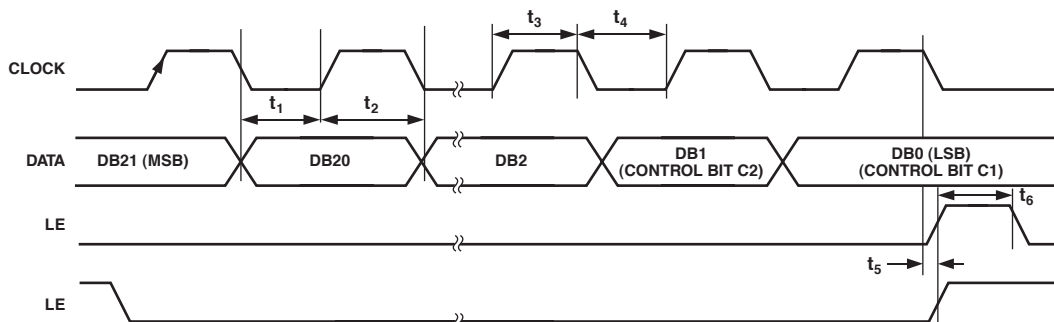 t3 t4
CLOCK
t1 t2
DATA
DB21 (MSB) DB20 DB2 DB1
(CONTROL BIT C2) DB0 (LSB)
(CONTROL BIT C1)
t6
LE
t5
LE